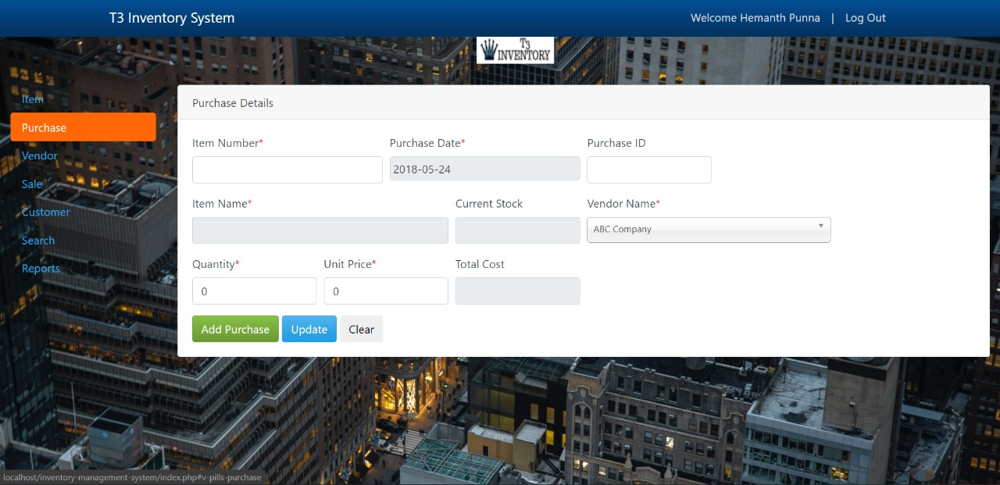 T3 Inventory System
Welcome Hemanth Punna | Log Out
T3
INVENTORY
Item
Purchase
Vendor
Sale
Customer
Search
Reports
Purchase Details
Item Number* Purchase Date* Purchase ID
2018-05-24
Item Name* Current Stock Vendor Name*
ABC Company
Quantity* Unit Price* Total Cost
0 0
Add Purchase Update Clear
localhost/inventory-management-system/index.php#v-pills-purchase